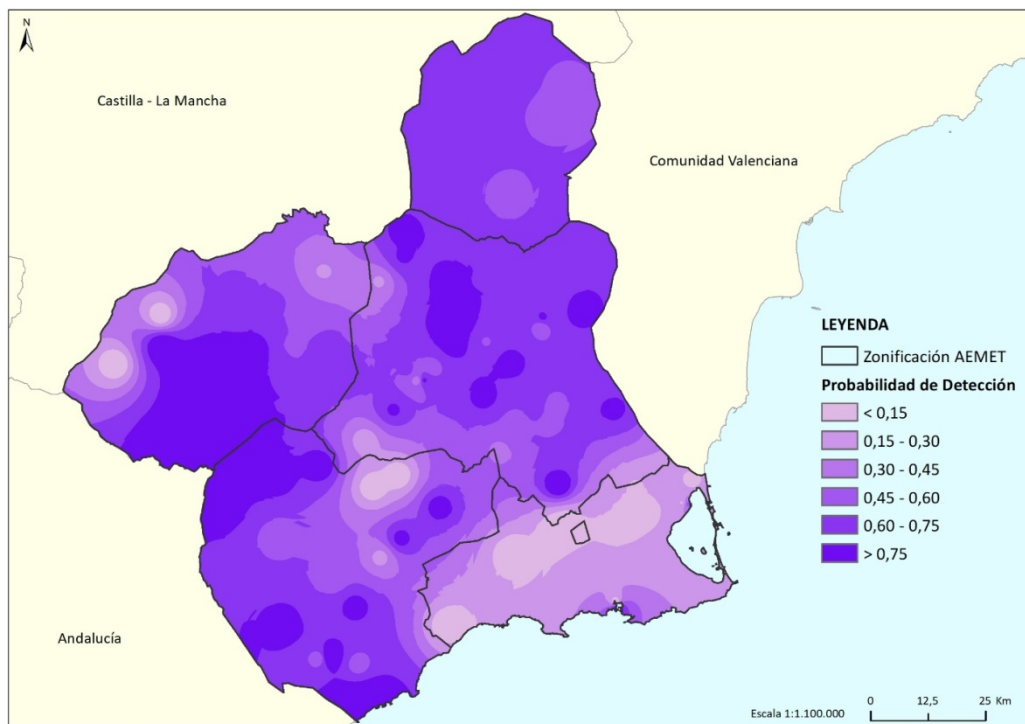 N
Castilla - La Mancha
Comunidad Valenciana
LEYENDA
Zonificación AEMET
Probabilidad de Detección
< 0,15
0,15 - 0,30
0,30 - 0,45
0,45 - 0,60
0,60 - 0,75
> 0,75
Andalucía
0 12,5 25 Km
Escala 1:1.100.000